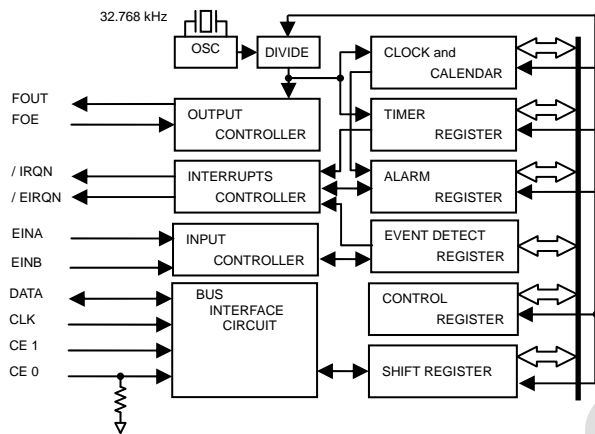 32.768 kHz
OSC
DIVIDE
CLOCK and
CALENDAR
FOUT
FOE
OUTPUT
CONTROLLER
TIMER
REGISTER
/ IRQN
/ EIRQN
INTERRUPTS
CONTROLLER
ALARM
REGISTER
EINA
EINB
INPUT
CONTROLLER
EVENT DETECT
REGISTER
DATA
CLK
CE 1
CE 0
BUS
INTERFACE
CIRCUIT
CONTROL
REGISTER
SHIFT REGISTER